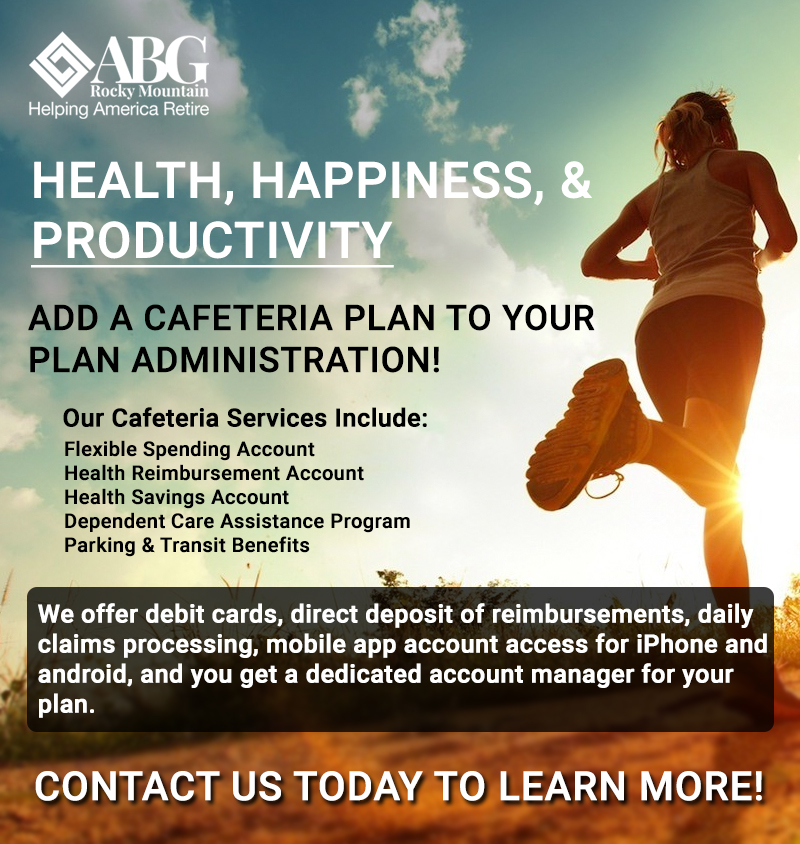 ABG
Rocky Mountain
Helping America Retire
HEALTH, HAPPINESS, &
PRODUCTIVITY
ADD A CAFETERIA PLAN TO YOUR
PLAN ADMINISTRATION!
Our Cafeteria Services Include:
Flexible Spending Account
Health Reimbursement Account
Health Savings Account
Dependent Care Assistance Program
Parking & Transit Benefits
We offer debit cards, direct deposit of reimbursements, daily
claims processing, mobile app account access for iPhone and
android, and you get a dedicated account manager for your
plan.
CONTACT US TODAY TO LEARN MORE!